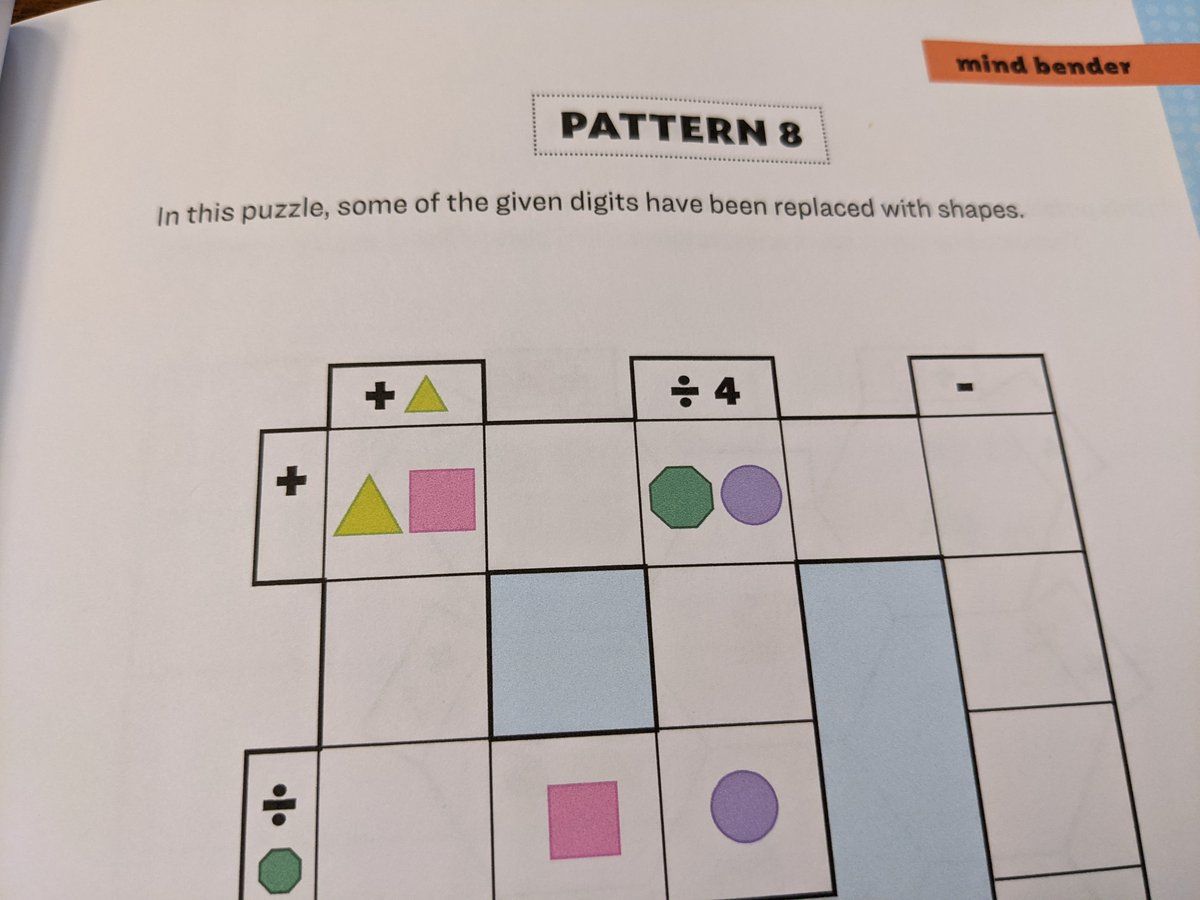 mind bender
PATTERN 8
In this puzzle, some of the given digits have been replaced with shapes.
+
÷ 4
-
+
÷